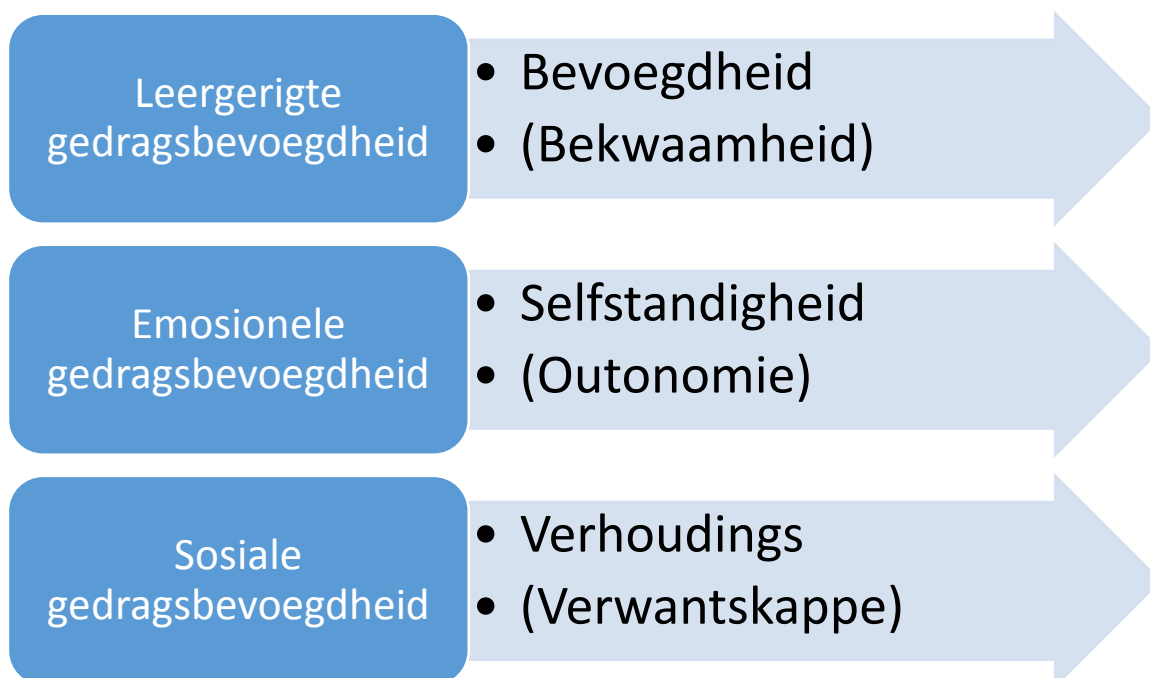 Leergerigte
gedragsbevoegdheid
• Bevoegdheid
• (Bekwaamheid)
Emosionele
gedragsbevoegdheid
• Selfstandigheid
• (Outonomie)
Sosiale
gedragsbevoegdheid
• Verhoudings
• (Verwantskappe)